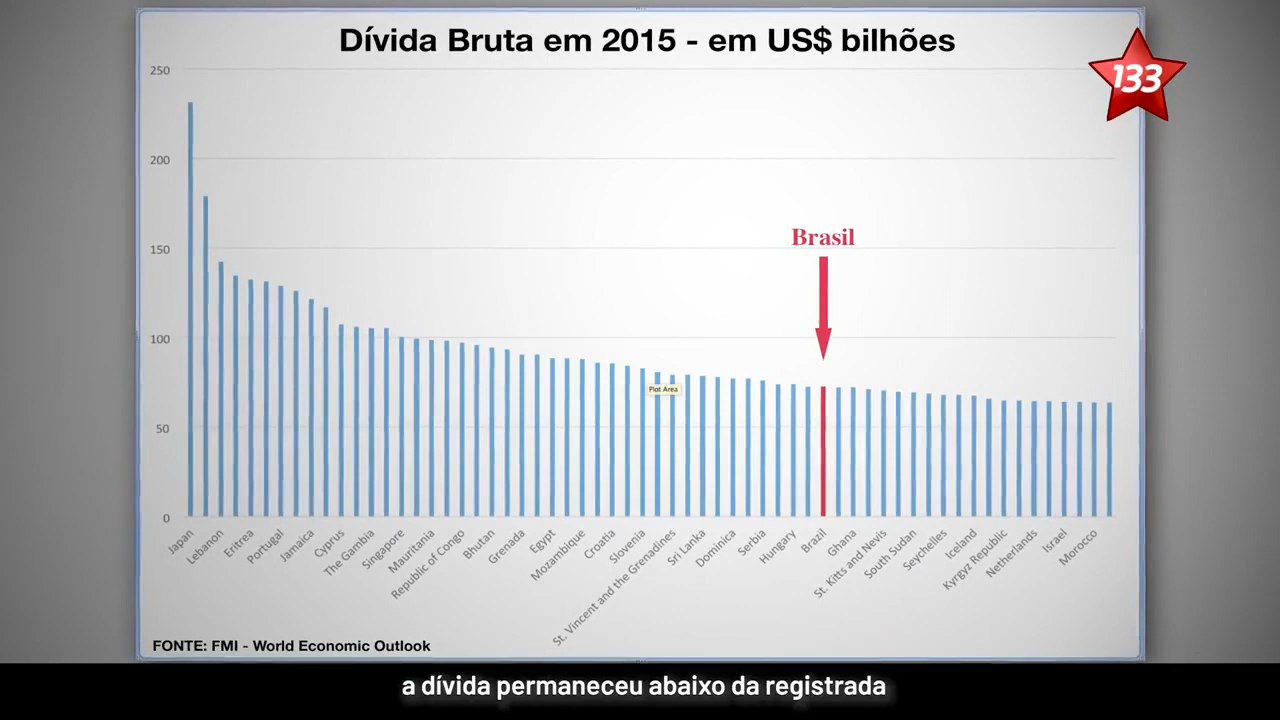 Dívida Bruta em 2015 - em US$ bilhões
133
250
200
150
100
50
0
Brasil
Plot Area
Japan
Lebanon
Eritrea
Portugal
Jamaica
Cyprus
The Gambia
Singapore
Mauritania
Republic of Congo
Bhutan
Grenada
Egypt
Mozambique
Croatia
Slovenia
St. Vincent and the Grenadines
Sri Lanka
Dominica
Serbia
Hungary
Brazil
Ghana
St. Kitts and Nevis
South Sudan
Seychelles
Iceland
Kyrgyz Republic
Netherlands
Israel
Morocco
FONTE: FMI - World Economic Outlook
a dívida permaneceu abaixo da registrada